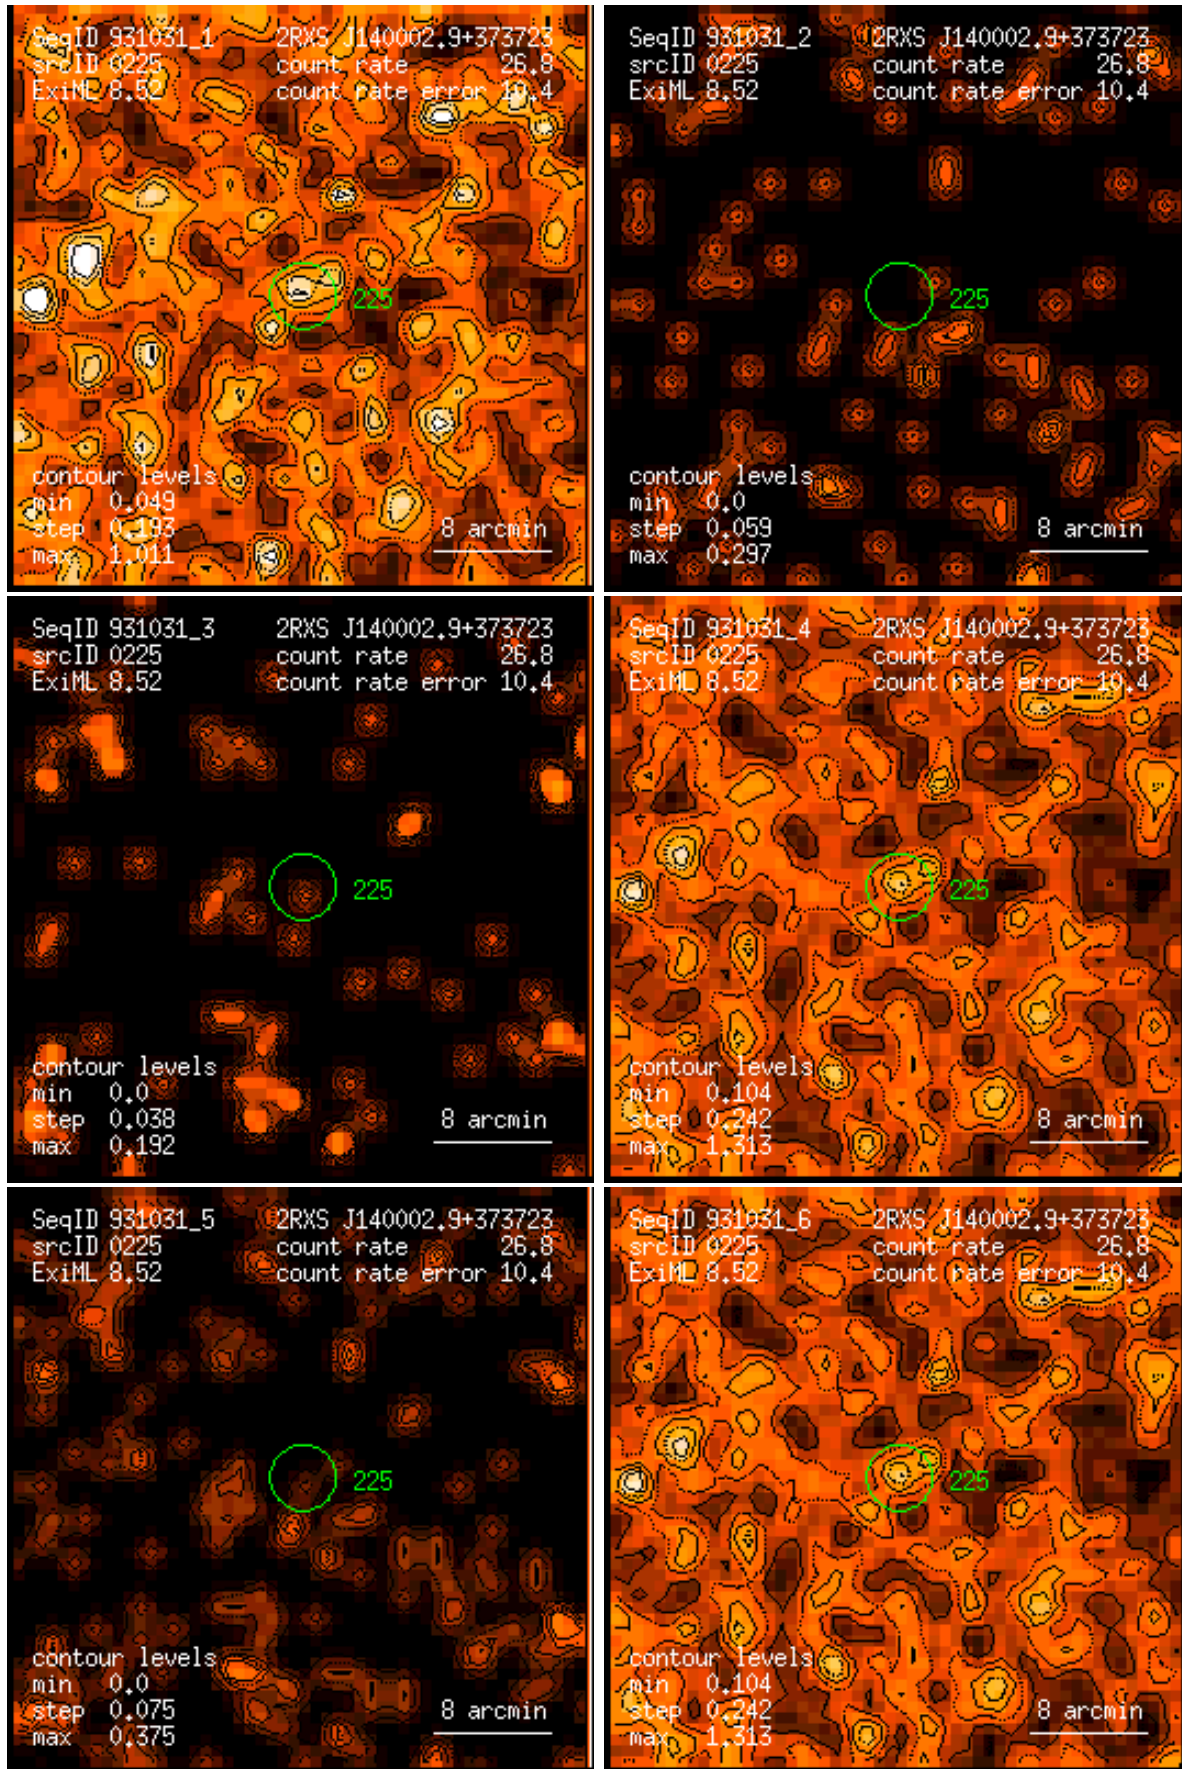 SeqID 931031_1 2RXS J140002.9+373723
srcID 0225 count rate 26.8
ExiML 8.52 count rate error 10.4
225
contour levels
min 0.049
step 0.193 8 arcmin
max 1.011
SeqID 931031_2 2RXS J140002.9+373723
srcID 0225 count rate 26.8
ExiML 8.52 count rate error 10.4
225
contour levels
min 0.0
step 0.059 8 arcmin
max 0.297
SeqID 931031_3 2RXS J140002.9+373723
srcID 0225 count rate 26.8
ExiML 8.52 count rate error 10.4
225
contour levels
min 0.0
step 0.038 8 arcmin
max 0.192
SeqID 931031_4 2RXS J140002.9+373723
srcID 0225 count rate 26.8
ExiML 8.52 count rate error 10.4
225
contour levels
min 0.104
step 0.242 8 arcmin
max 1.313
SeqID 931031_5 2RXS J140002.9+373723
srcID 0225 count rate 26.8
ExiML 8.52 count rate error 10.4
225
contour levels
min 0.0
step 0.075 8 arcmin
max 0.375
SeqID 931031_6 2RXS J140002.9+373723
srcID 0225 count rate 26.8
ExiML 8.52 count rate error 10.4
225
contour levels
min 0.104
step 0.242 8 arcmin
max 1.313